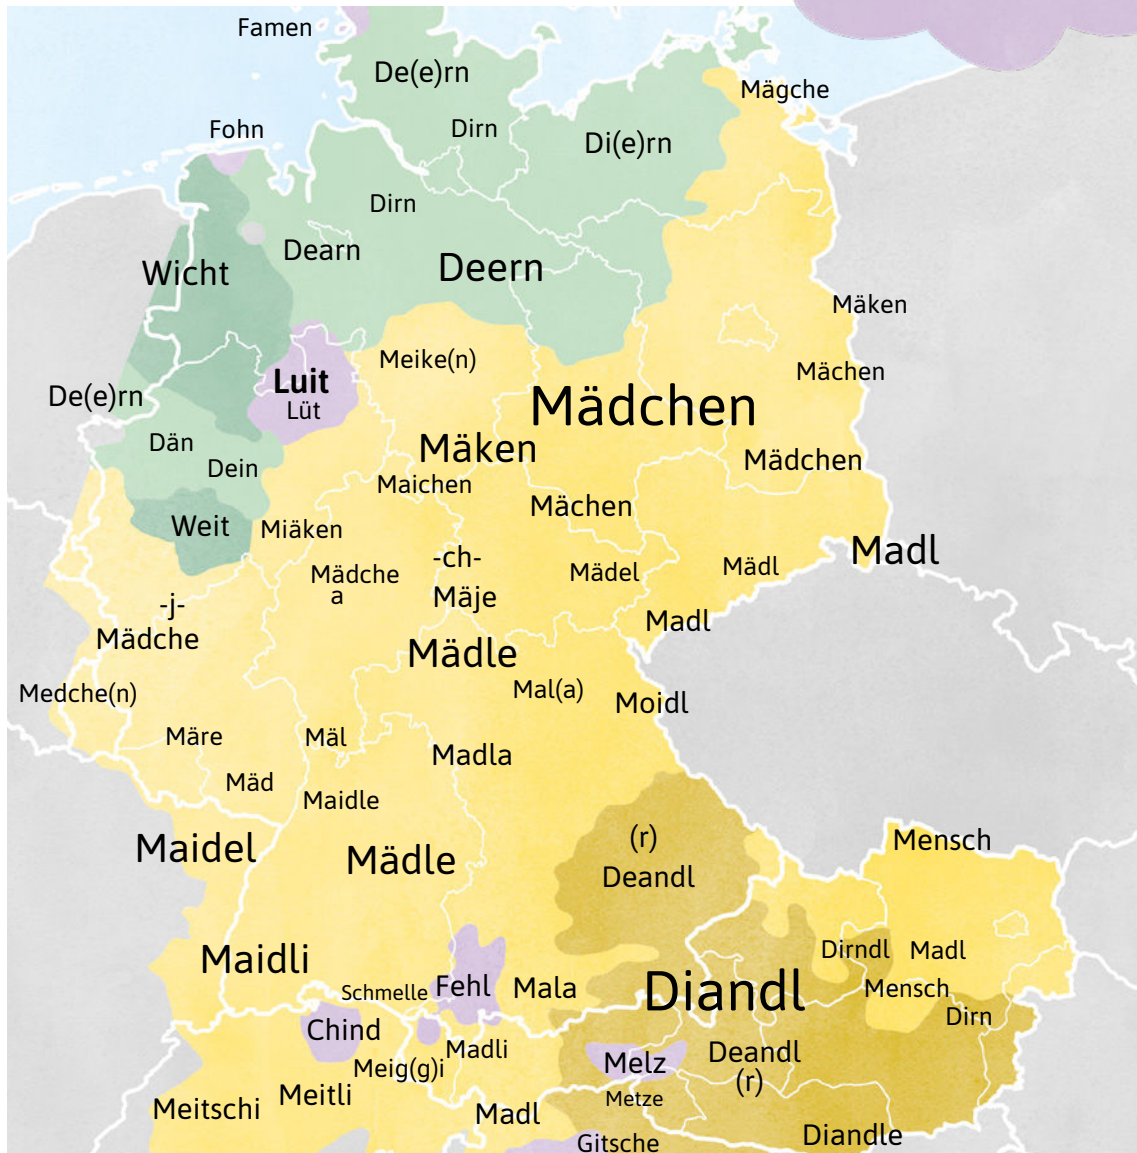 Famen
De(e)rn
Mägche
Fohn
Dirn
Di(e)rn
Dirn
Dearn
Deern
Wicht
Mäken
Meike(n)
Mächen
Luit
Lüt
De(e)rn
Mädchen
Dän
Dein
Mäken
Mädchen
Maichen
Mächen
Weit
Miäken
Madl
-ch-
Mädche
a
Mädel
Mädl
-j-
Mäje
Mädche
Madl
Mädle
Medche(n)
Mal(a)
Moidl
Märe
Mäl
Madla
Mäd
Maidle
Maidel
Mädle
(r)
Deandl
Mensch
Maidli
Dirndl
Madl
Schmelle
Fehl
Mala
Diandl
Mensch
Dirn
Chind
Madli
Meig(g)i
Melz
Deandl
(r)
Meitschi
Meitli
Madl
Metze
Gitsche
Diandle